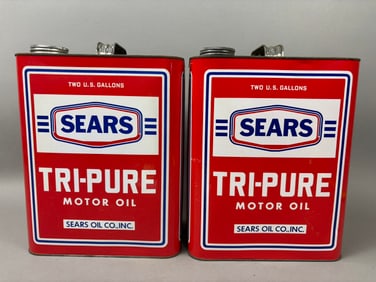 TWO U.S. GALLONS
SEARS
TRI-PURE
MOTOR OIL
SEARS OIL CO., INC.
TWO U.S. GALLONS
SEARS
TRI-PURE
MOTOR OIL
SEARS OIL CO., INC.